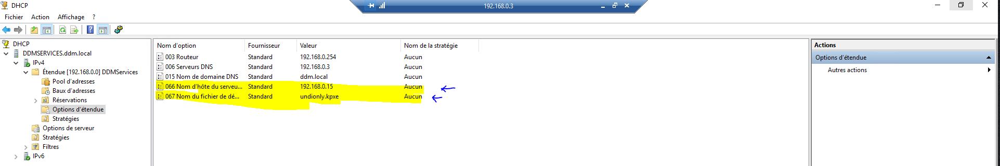 DHCP
192.168.0.3
Fichier Action Affichage ?
DHCP
DDMSERVICES.ddm.local
IPv4
Étendue [192.168.0.0] DDMServices
Pool d'adresses
Baux d'adresses
Réservations
Options d'étendue
Stratégies
Options de serveur
Stratégies
Filtres
IPv6
Nom d'option Fournisseur Valeur Nom de la stratégie
003 Routeur Standard 192.168.0.254 Aucun
006 Serveurs DNS Standard 192.168.0.3 Aucun
015 Nom de domaine DNS Standard ddm.local Aucun
066 Nom d'hôte du serveu... Standard 192.168.0.15 Aucun
067 Nom du fichier de dé... Standard undionly.kpxe Aucun
Actions
Options d'étendue
Autres actions